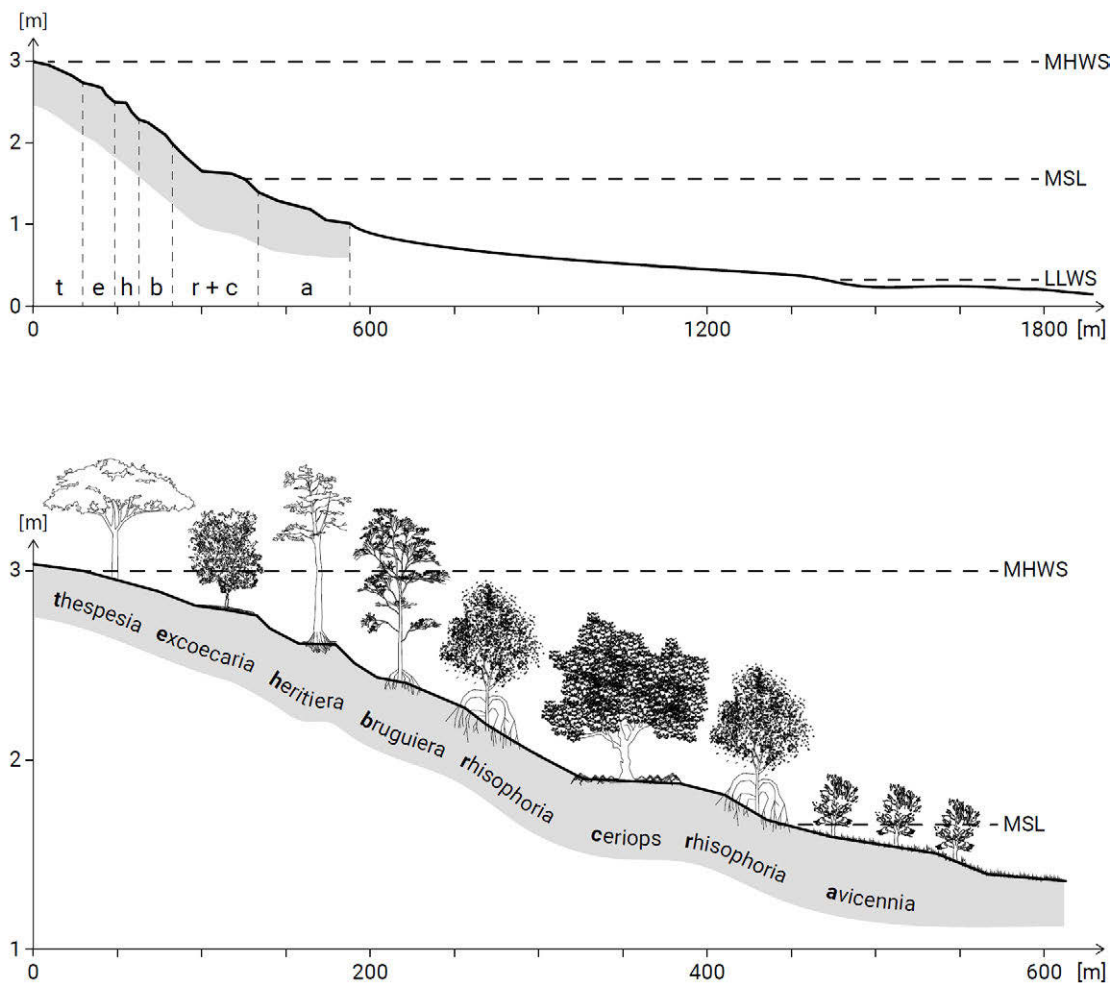 [m]
3
MHWS
2
MSL
1
LLWS
t e h b r + c a
0
0 600 1200 1800 [m]
[m]
3
MHWS
thespesia
excoecaria
heritiera
bruguiera
2
rhisophoria
MSL
ceriops
rhisophoria
avicennia
1
0 200 400 600 [m]